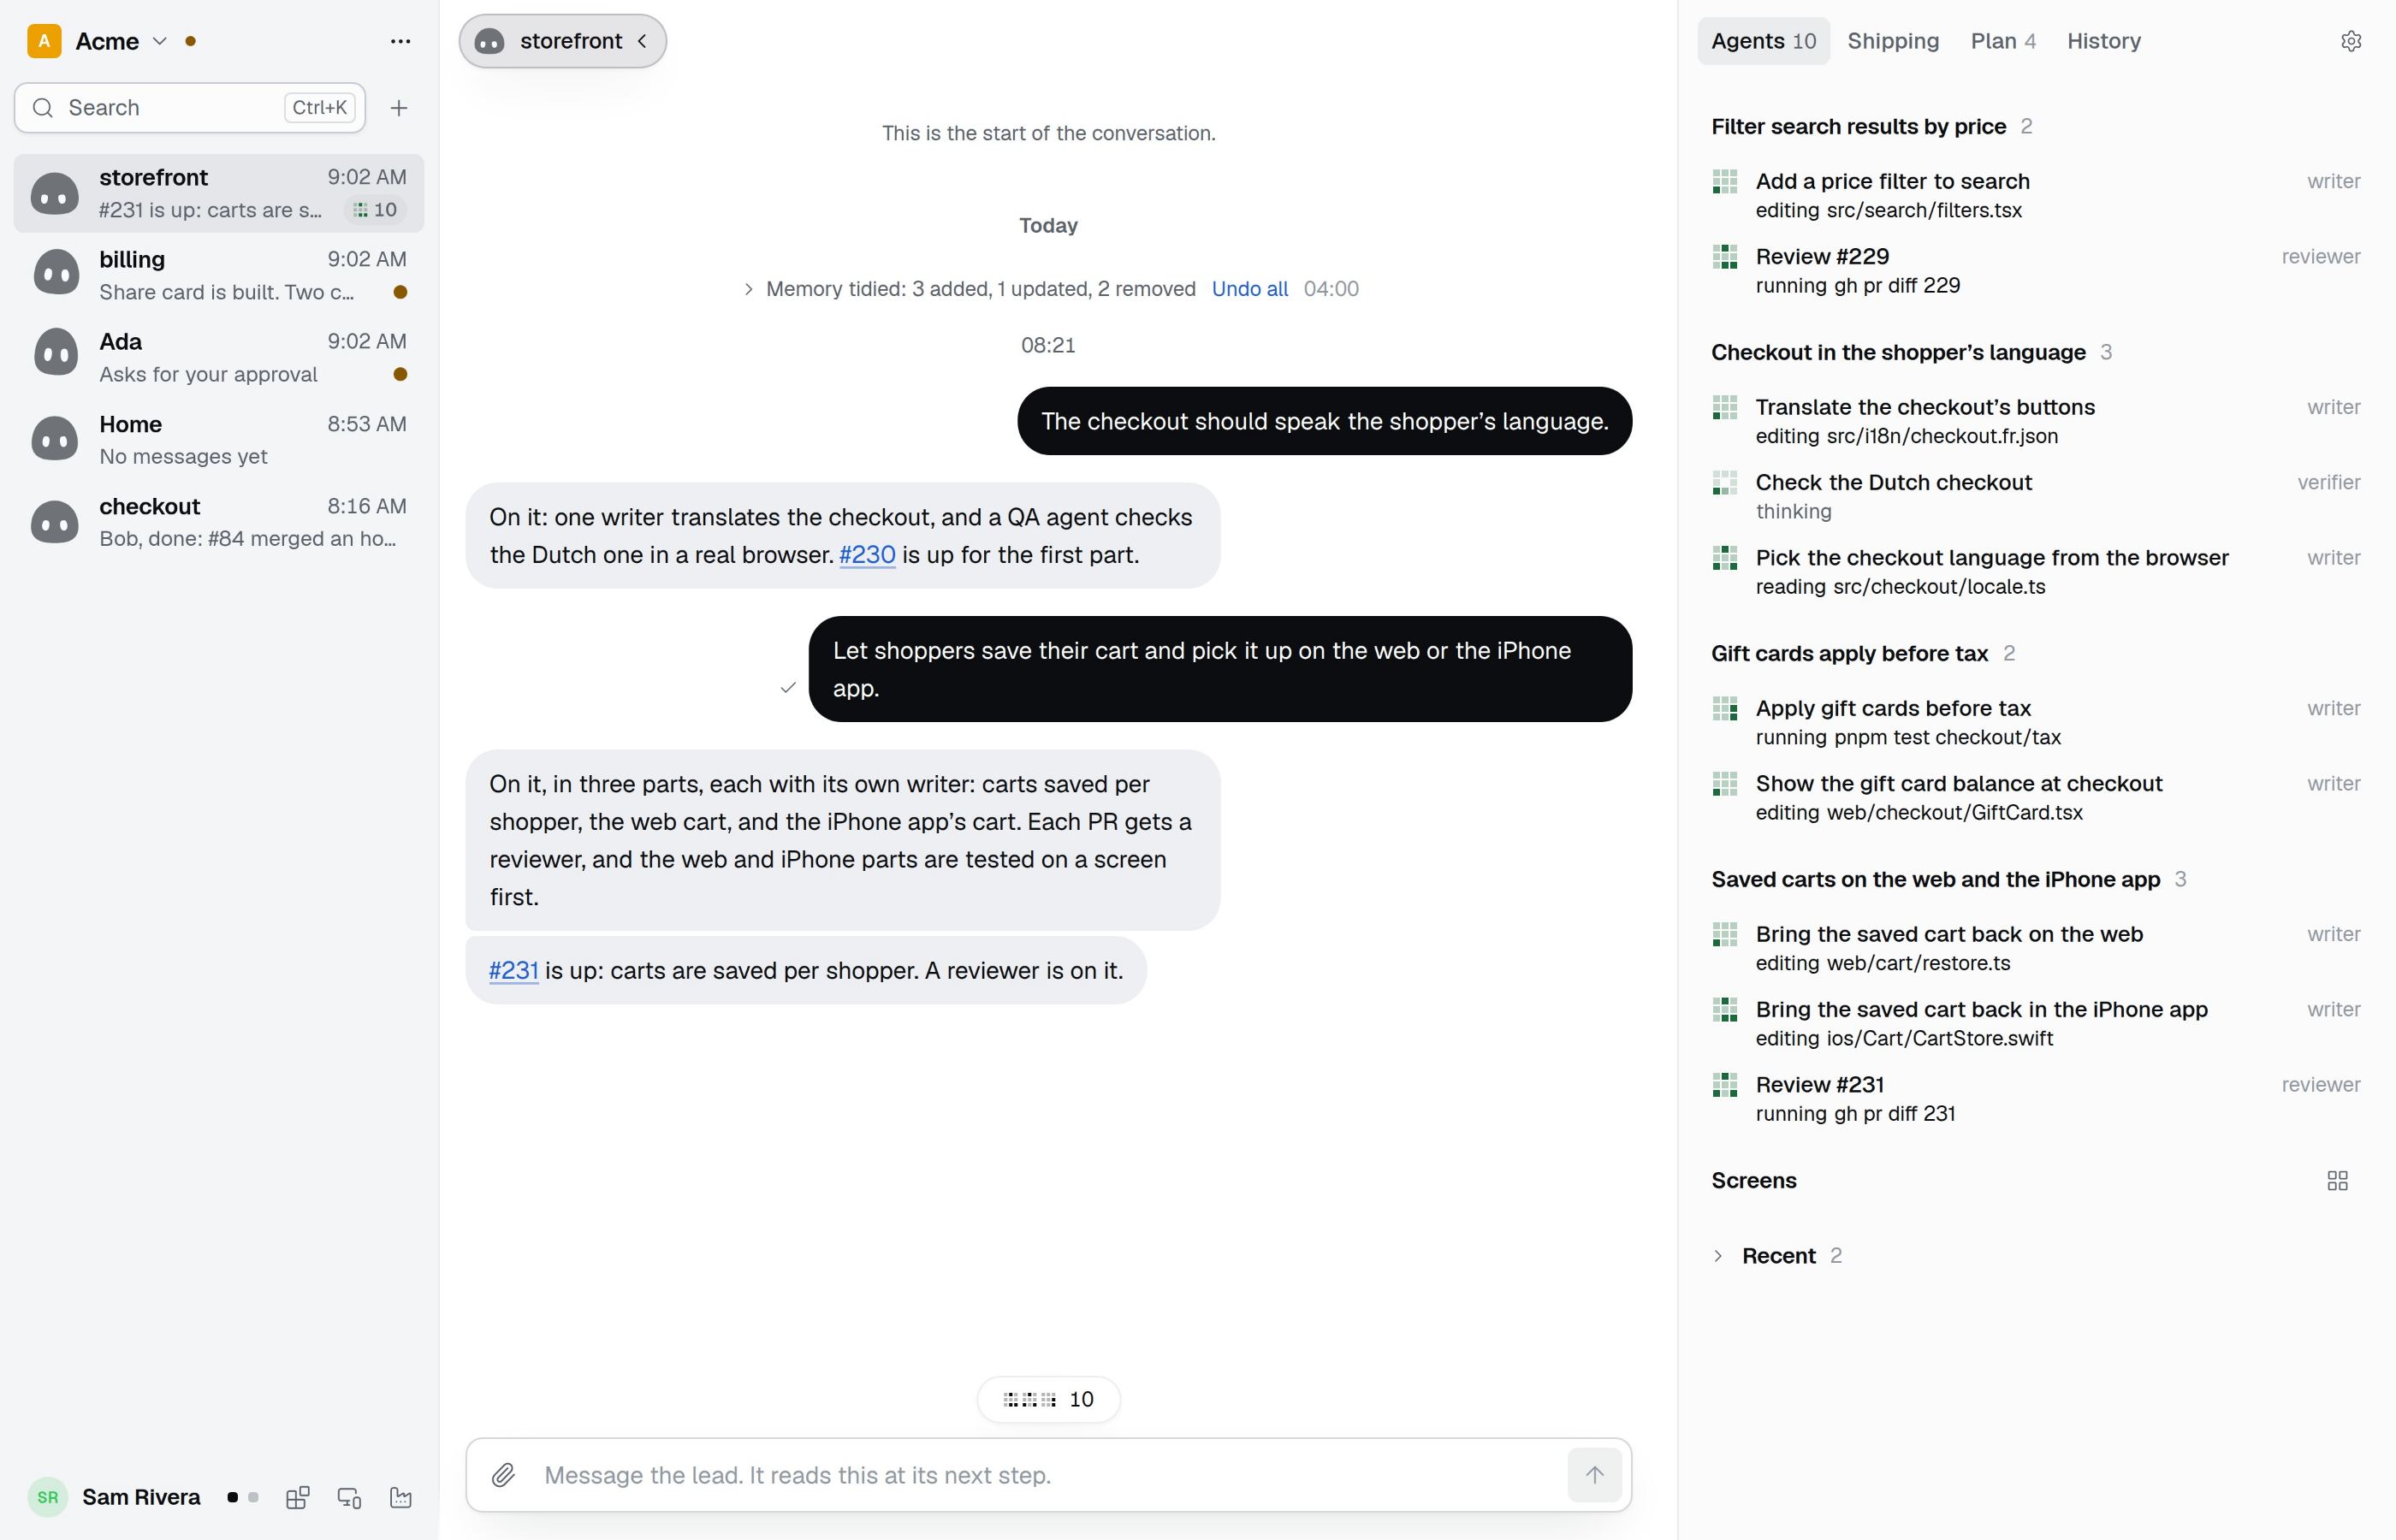 A Acme
Search Ctrl+K
storefront 9:02 AM
#231 is up: carts are s... 10
billing 9:02 AM
Share card is built. Two c...
Ada 9:02 AM
Asks for your approval
Home 8:53 AM
No messages yet
checkout 8:16 AM
Bob, done: #84 merged an ho...
SR Sam Rivera
storefront
This is the start of the conversation.
Today
Memory tidied: 3 added, 1 updated, 2 removed Undo all 04:00
08:21
The checkout should speak the shopper’s language.
On it: one writer translates the checkout, and a QA agent checks
the Dutch one in a real browser. #230 is up for the first part.
Let shoppers save their cart and pick it up on the web or the iPhone
app.
On it, in three parts, each with its own writer: carts saved per
shopper, the web cart, and the iPhone app’s cart. Each PR gets a
reviewer, and the web and iPhone parts are tested on a screen
first.
#231 is up: carts are saved per shopper. A reviewer is on it.
10
Message the lead. It reads this at its next step.
Agents 10 Shipping Plan 4 History
Filter search results by price 2
Add a price filter to search writer
editing src/search/filters.tsx
Review #229 reviewer
running gh pr diff 229
Checkout in the shopper’s language 3
Translate the checkout’s buttons writer
editing src/i18n/checkout.fr.json
Check the Dutch checkout verifier
thinking
Pick the checkout language from the browser writer
reading src/checkout/locale.ts
Gift cards apply before tax 2
Apply gift cards before tax writer
running pnpm test checkout/tax
Show the gift card balance at checkout writer
editing web/checkout/GiftCard.tsx
Saved carts on the web and the iPhone app 3
Bring the saved cart back on the web writer
editing web/cart/restore.ts
Bring the saved cart back in the iPhone app writer
editing ios/Cart/CartStore.swift
Review #231 reviewer
running gh pr diff 231
Screens
Recent 2